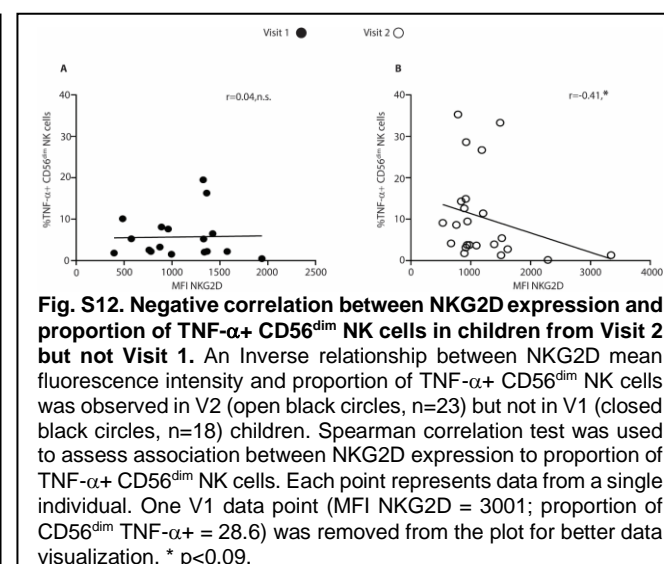 Visit 1 ● Visit 2 ○
A B
r=0.04,n.s. r=-0.41,*
%TNF-α+ CD56dim NK cells
40
30
20
10
0
0 500 1000 1500 2000 2500
MFI NKG2D
%TNF-α+ CD56dim NK cells
40
30
20
10
0
0 1000 2000 3000 4000
MFI NKG2D
Fig. S12. Negative correlation between NKG2D expression and
proportion of TNF-α+ CD56dim NK cells in children from Visit 2
but not Visit 1. An Inverse relationship between NKG2D mean
fluorescence intensity and proportion of TNF-α+ CD56dim NK cells
was observed in V2 (open black circles, n=23) but not in V1 (closed
black circles, n=18) children. Spearman correlation test was used
to assess association between NKG2D expression to proportion of
TNF-α+ CD56dim NK cells. Each point represents data from a single
individual. One V1 data point (MFI NKG2D = 3001; proportion of
CD56dim TNF-α+ = 28.6) was removed from the plot for better data
visualization. * p<0.09.